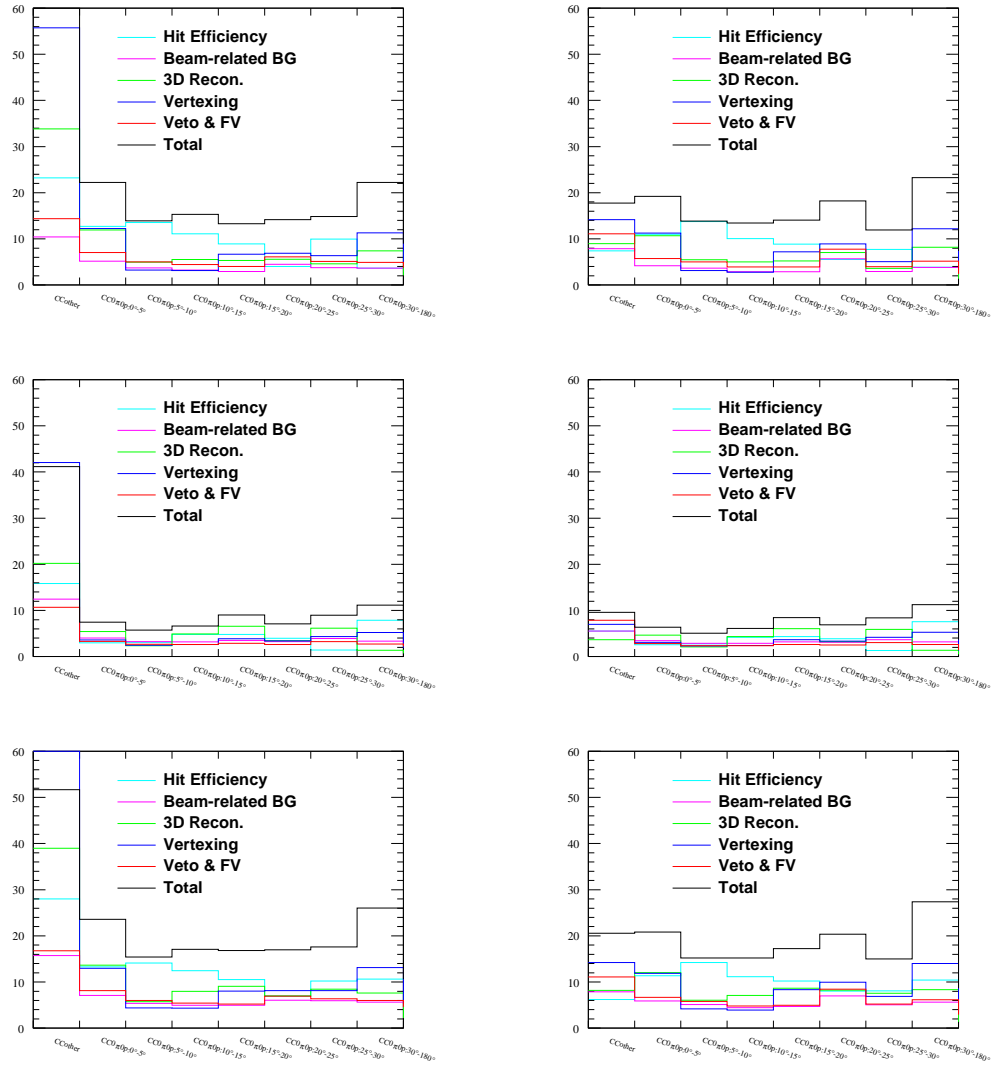 60
50
40
30
20
10
0
Hit Efficiency
Beam-related BG
3D Recon.
Vertexing
Veto & FV
Total
CCother
CC0π0p:0°-5°
CC0π0p:5°-10°
CC0π0p:10°-15°
CC0π0p:15°-20°
CC0π0p:20°-25°
CC0π0p:25°-30°
CC0π0p:30°-180°
60
50
40
30
20
10
0
Hit Efficiency
Beam-related BG
3D Recon.
Vertexing
Veto & FV
Total
CCother
CC0π0p:0°-5°
CC0π0p:5°-10°
CC0π0p:10°-15°
CC0π0p:15°-20°
CC0π0p:20°-25°
CC0π0p:25°-30°
CC0π0p:30°-180°
60
50
40
30
20
10
0
Hit Efficiency
Beam-related BG
3D Recon.
Vertexing
Veto & FV
Total
CCother
CC0π0p:0°-5°
CC0π0p:5°-10°
CC0π0p:10°-15°
CC0π0p:15°-20°
CC0π0p:20°-25°
CC0π0p:25°-30°
CC0π0p:30°-180°
60
50
40
30
20
10
0
Hit Efficiency
Beam-related BG
3D Recon.
Vertexing
Veto & FV
Total
CCother
CC0π0p:0°-5°
CC0π0p:5°-10°
CC0π0p:10°-15°
CC0π0p:15°-20°
CC0π0p:20°-25°
CC0π0p:25°-30°
CC0π0p:30°-180°
60
50
40
30
20
10
0
Hit Efficiency
Beam-related BG
3D Recon.
Vertexing
Veto & FV
Total
CCother
CC0π0p:0°-5°
CC0π0p:5°-10°
CC0π0p:10°-15°
CC0π0p:15°-20°
CC0π0p:20°-25°
CC0π0p:25°-30°
CC0π0p:30°-180°
60
50
40
30
20
10
0
Hit Efficiency
Beam-related BG
3D Recon.
Vertexing
Veto & FV
Total
CCother
CC0π0p:0°-5°
CC0π0p:5°-10°
CC0π0p:10°-15°
CC0π0p:15°-20°
CC0π0p:20°-25°
CC0π0p:25°-30°
CC0π0p:30°-180°